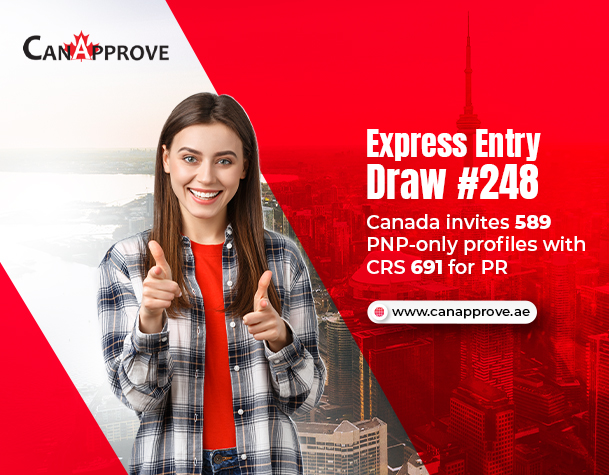 CANAPPROVE
Express Entry
Draw #248
Canada invites 589
PNP-only profiles with
CRS 691 for PR
www.canapprove.ae